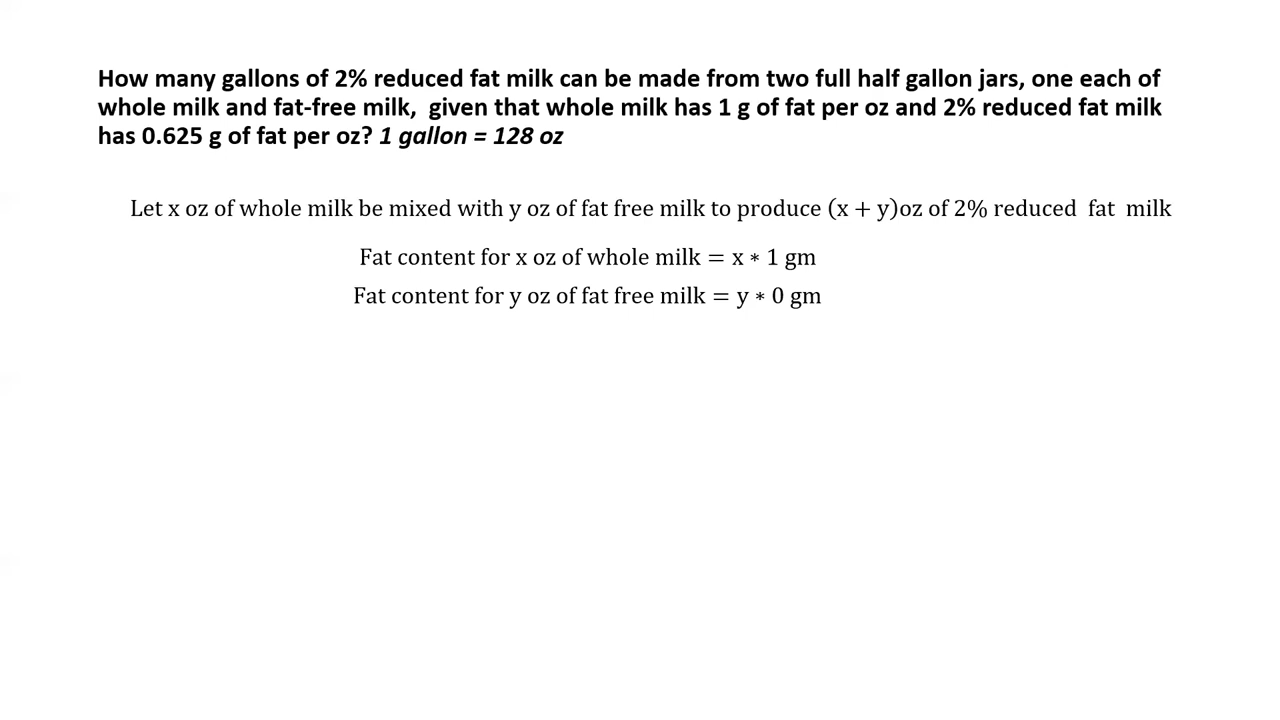 How many gallons of 2% reduced fat milk can be made from two full half gallon jars, one each of
whole milk and fat-free milk,  given that whole milk has 1 g of fat per oz and 2% reduced fat milk
has 0.625 g of fat per oz? 1 gallon = 128 oz
Let x oz of whole milk be mixed with y oz of fat free milk to produce (x + y)oz of 2% reduced  fat  milk
Fat content for x oz of whole milk = x ∗ 1 gm
Fat content for y oz of fat free milk = y ∗ 0 gm